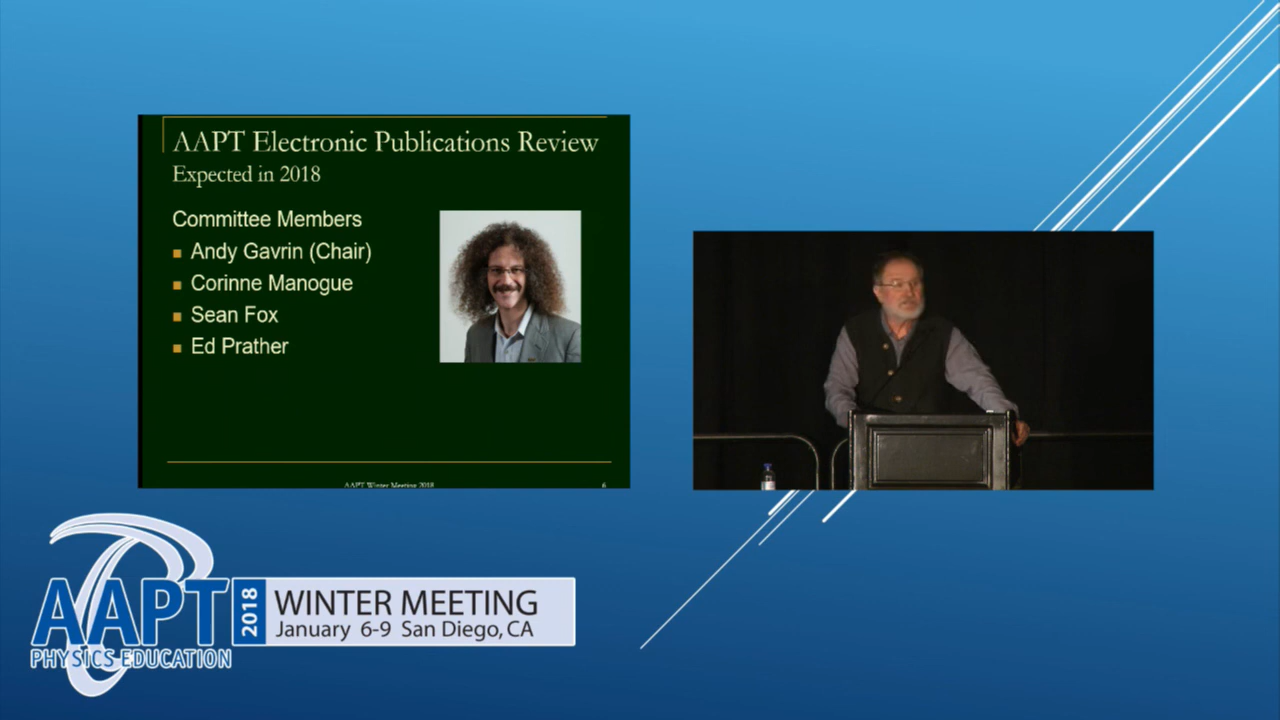 AAPT Electronic Publications Review
Expected in 2018
Committee Members
Andy Gavrin (Chair)
Corinne Manogue
Sean Fox
Ed Prather
AAPT Winter Meeting 2018
6
AAPT
PHYSICS EDUCATION
2018
WINTER MEETING
January 6-9 San Diego, CA